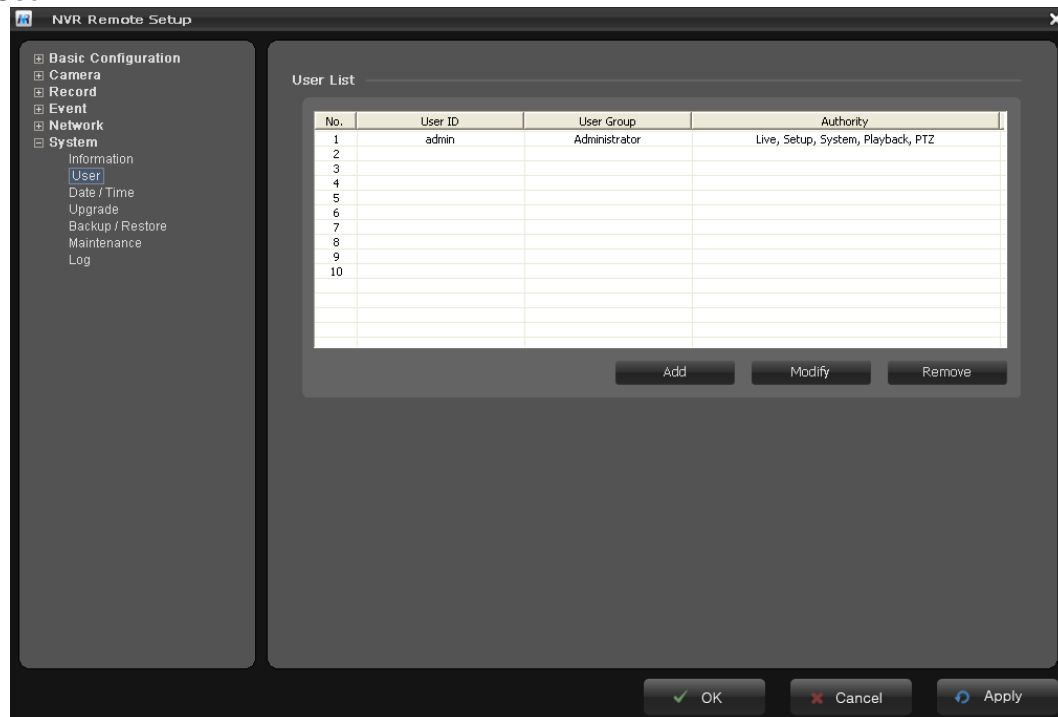 NVR Remote Setup
Basic Configuration
Camera
Record
Event
Network
System
Information
User
Date / Time
Upgrade
Backup / Restore
Maintenance
Log
User List
No. User ID User Group Authority
1 admin Administrator Live, Setup, System, Playback, PTZ
2
3
4
5
6
7
8
9
10
Add Modify Remove
OK Cancel Apply